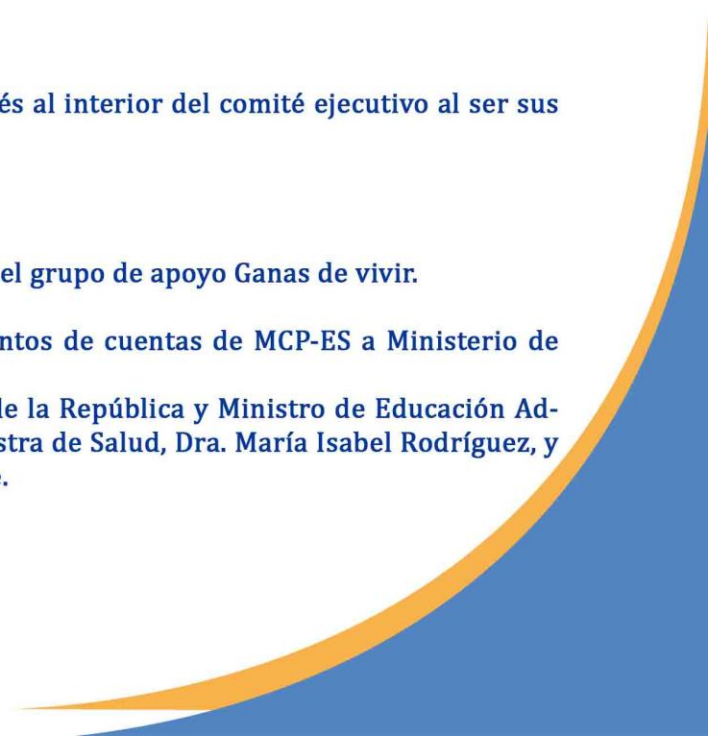 és al interior del comité ejecutivo al ser sus
el grupo de apoyo Ganas de vivir.
ntos de cuentas de MCP-ES a Ministerio de
de la República y Ministro de Educación Ad-
stra de Salud, Dra. María Isabel Rodríguez, y